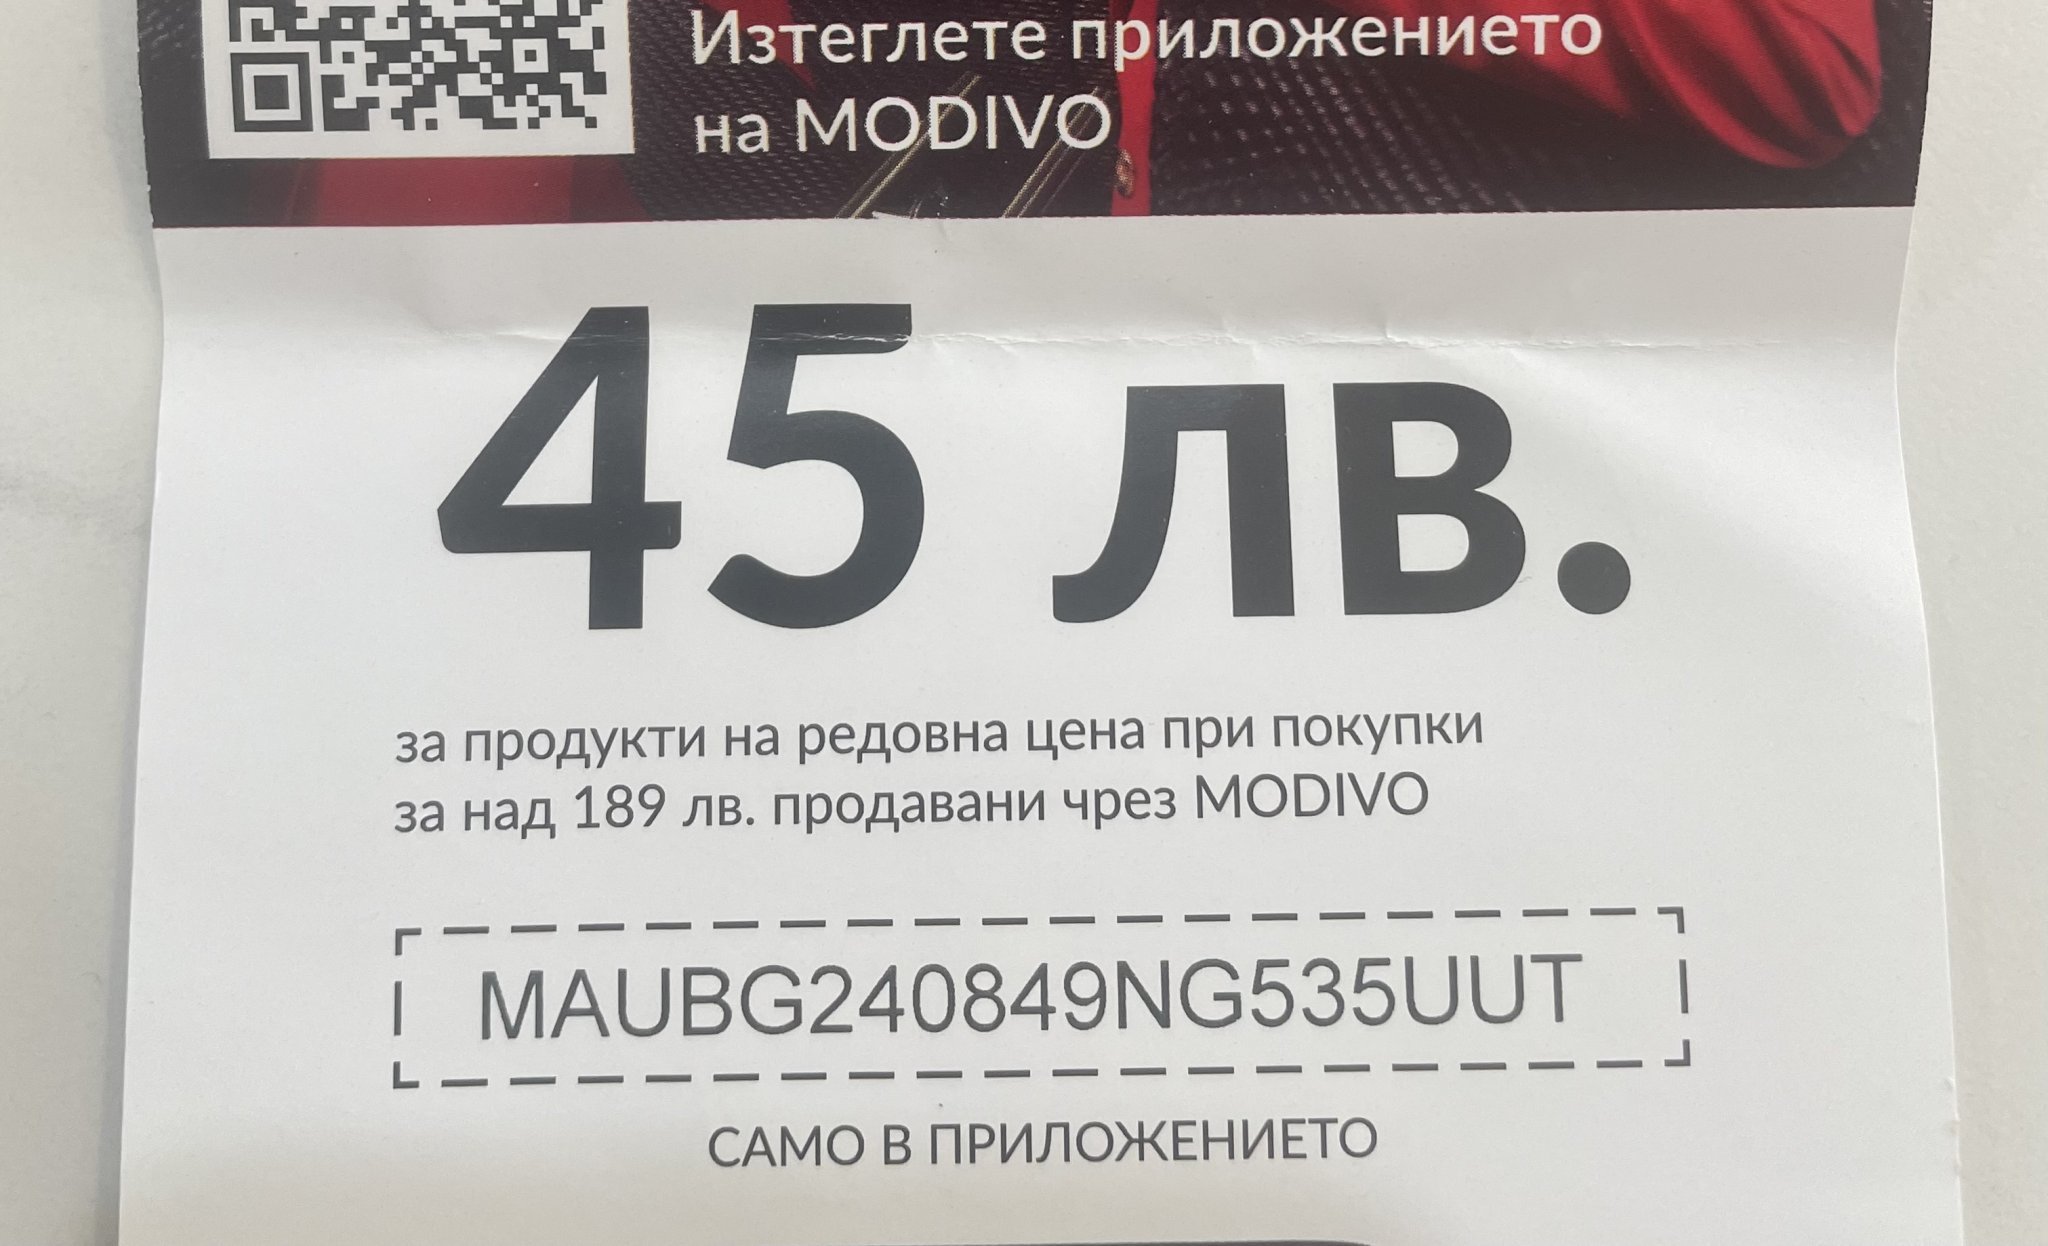 Изтеглете приложението
на MODIVO
45 лв.
за продукти на редовна цена при покупки
за над 189 лв. продавани чрез MODIVO
MAUBG240849NG535UUT
САМО В ПРИЛОЖЕНИЕТО